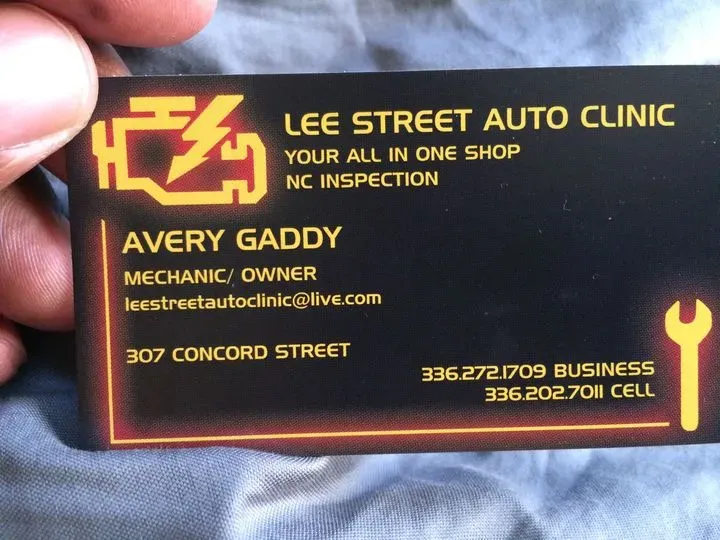 LEE STREET AUTO CLINIC
YOUR ALL IN ONE SHOP
NC INSPECTION
AVERY GADDY
MECHANIC/ OWNER
leestreetautoclinic@live.com
307 CONCORD STREET
336.272.1709 BUSINESS
336.202.7011 CELL